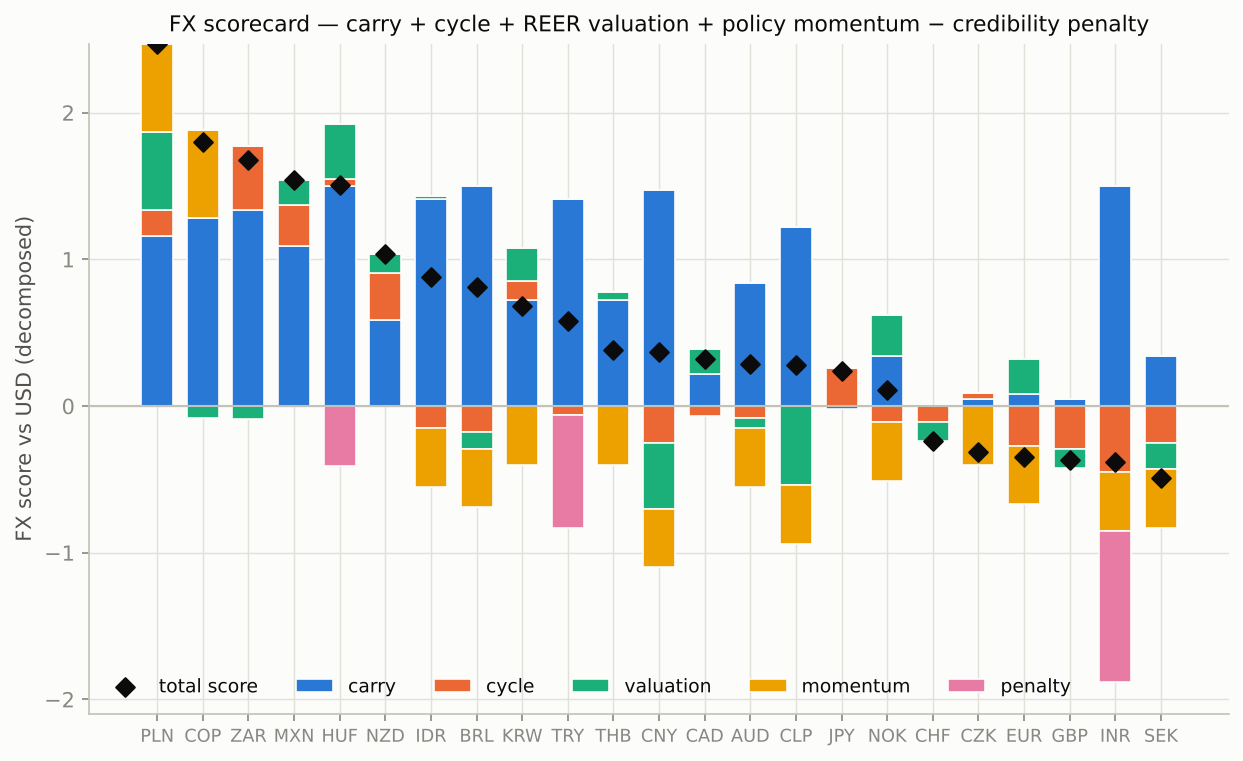 FX scorecard — carry + cycle + REER valuation + policy momentum − credibility penalty
FX score vs USD (decomposed)
2
1
0
−1
−2
total score carry cycle valuation momentum penalty
PLN COP ZAR MXN HUF NZD IDR BRL KRW TRY THB CNY CAD AUD CLP JPY NOK CHF CZK EUR GBP INR SEK